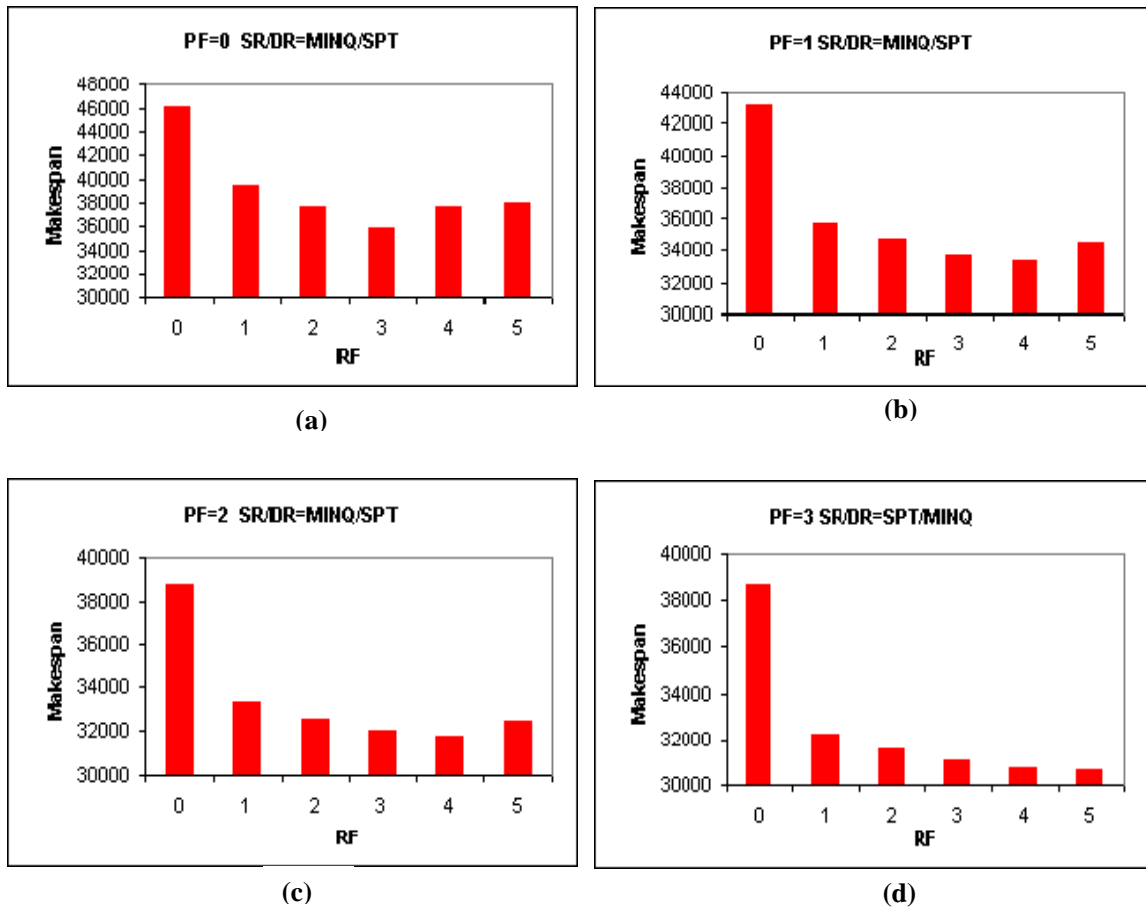 PF=0 SR/DR=MINQ/SPT
48000
46000
44000
42000
40000
38000
36000
34000
32000
30000
Makespan
0 1 2 3 4 5
RF
(a)
PF=1 SR/DR=MINQ/SPT
44000
42000
40000
38000
36000
34000
32000
30000
Makespan
0 1 2 3 4 5
RF
(b)
PF=2 SR/DR=MINQ/SPT
40000
38000
36000
34000
32000
30000
Makespan
0 1 2 3 4 5
RF
(c)
PF=3 SR/DR=SPT/MINQ
40000
38000
36000
34000
32000
30000
Makespan
0 1 2 3 4 5
RF
(d)